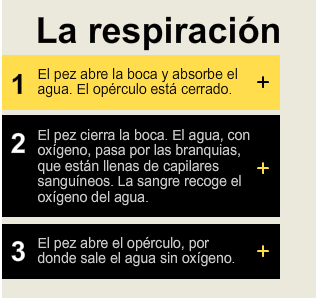 La respiración
1
El pez abre la boca y absorbe el
agua. El opérculo está cerrado.
+
2
El pez cierra la boca. El agua, con
oxígeno, pasa por las branquias,
que están llenas de capilares
sanguíneos. La sangre recoge el
oxígeno del agua.
+
3
El pez abre el opérculo, por
donde sale el agua sin oxígeno.
+